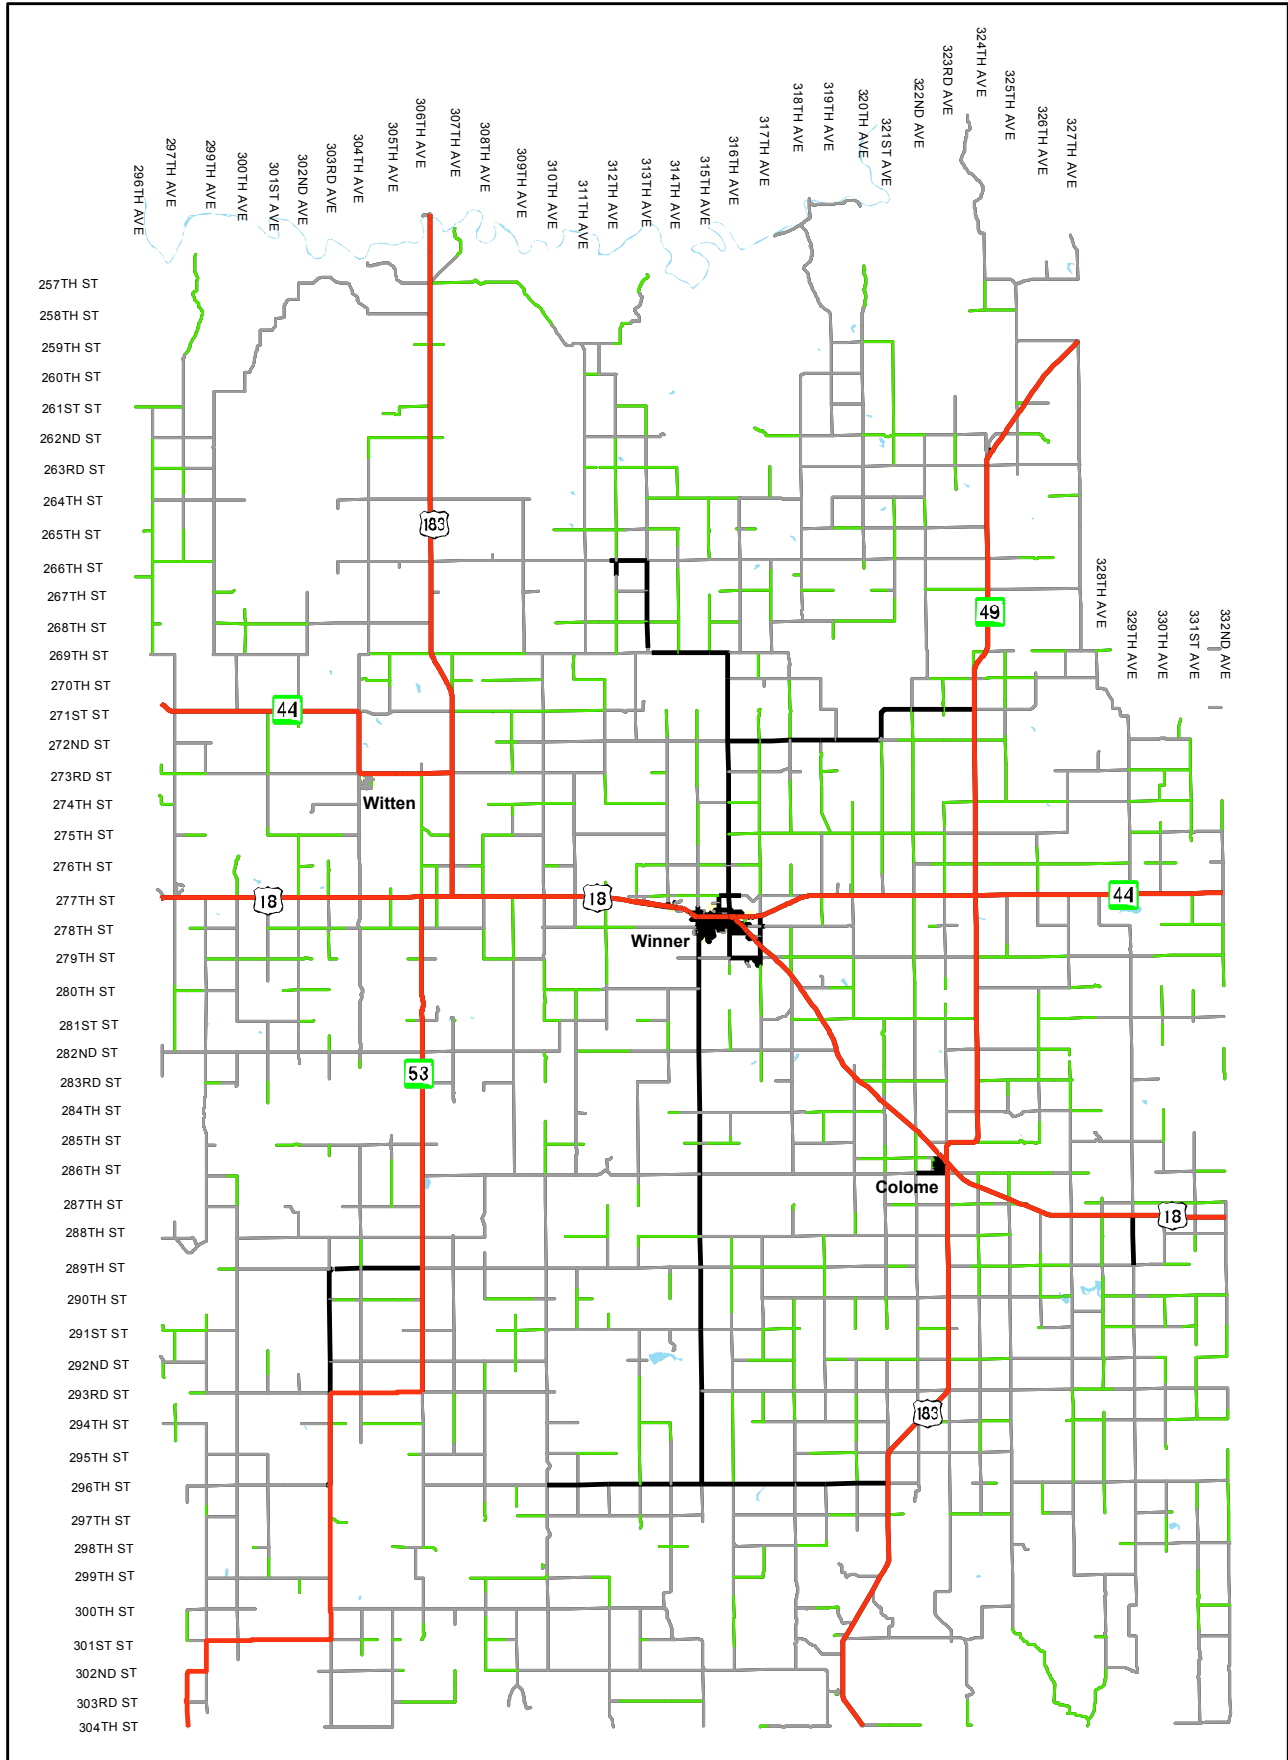 296TH AVE
297TH AVE
299TH AVE
300TH AVE
301ST AVE
302ND AVE
303RD AVE
304TH AVE
305TH AVE
306TH AVE
307TH AVE
308TH AVE
309TH AVE
310TH AVE
311TH AVE
312TH AVE
313TH AVE
314TH AVE
315TH AVE
316TH AVE
317TH AVE
318TH AVE
319TH AVE
320TH AVE
321ST AVE
322ND AVE
323RD AVE
324TH AVE
325TH AVE
326TH AVE
327TH AVE
328TH AVE
329TH AVE
330TH AVE
331ST AVE
332ND AVE
257TH ST
258TH ST
259TH ST
260TH ST
261ST ST
262ND ST
263RD ST
264TH ST
265TH ST
266TH ST
267TH ST
268TH ST
269TH ST
270TH ST
271ST ST
272ND ST
273RD ST
274TH ST
275TH ST
276TH ST
277TH ST
278TH ST
279TH ST
280TH ST
281ST ST
282ND ST
283RD ST
284TH ST
285TH ST
286TH ST
287TH ST
288TH ST
289TH ST
290TH ST
291ST ST
292ND ST
293RD ST
294TH ST
295TH ST
296TH ST
297TH ST
298TH ST
299TH ST
300TH ST
301ST ST
302ND ST
303RD ST
304TH ST
183
49
44
Witten
18
18
44
Winner
53
Colome
18
183